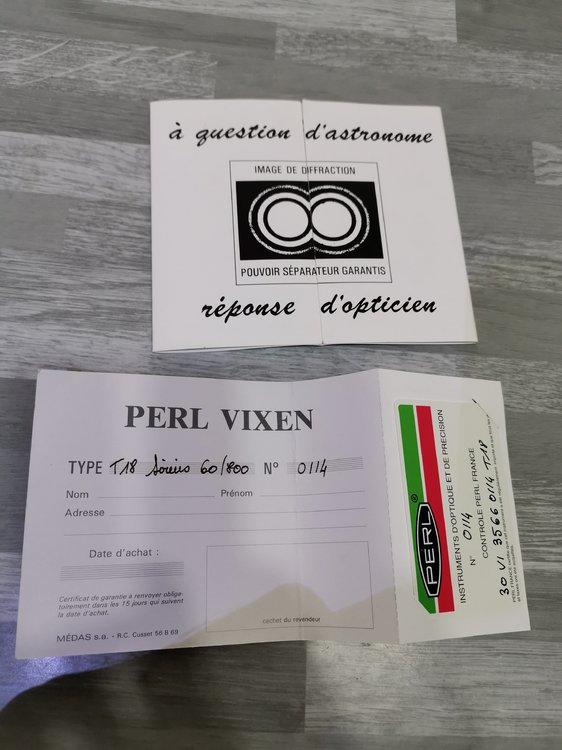 à question d'astronome
IMAGE DE DIFFRACTION
POUVOIR SÉPARATEUR GARANTIS
réponse d'opticien
PERL VIXEN
TYPE T18 Sirius 60/800 N° 0114
Nom Prénom
Adresse
Date d'achat :
Certificat de garantie à renvoyer obliga-
toirement dans les 15 jours qui suivent
la date d'achat.
cachet du revendeur
MÉDAS s.a. - R.C. Cusset 56 B 69
PERL ®
INSTRUMENTS D'OPTIQUE ET DE PRÉCISION
N° 0114
CONTROLE PERL FRANCE
30 VI 3566 0114 T18